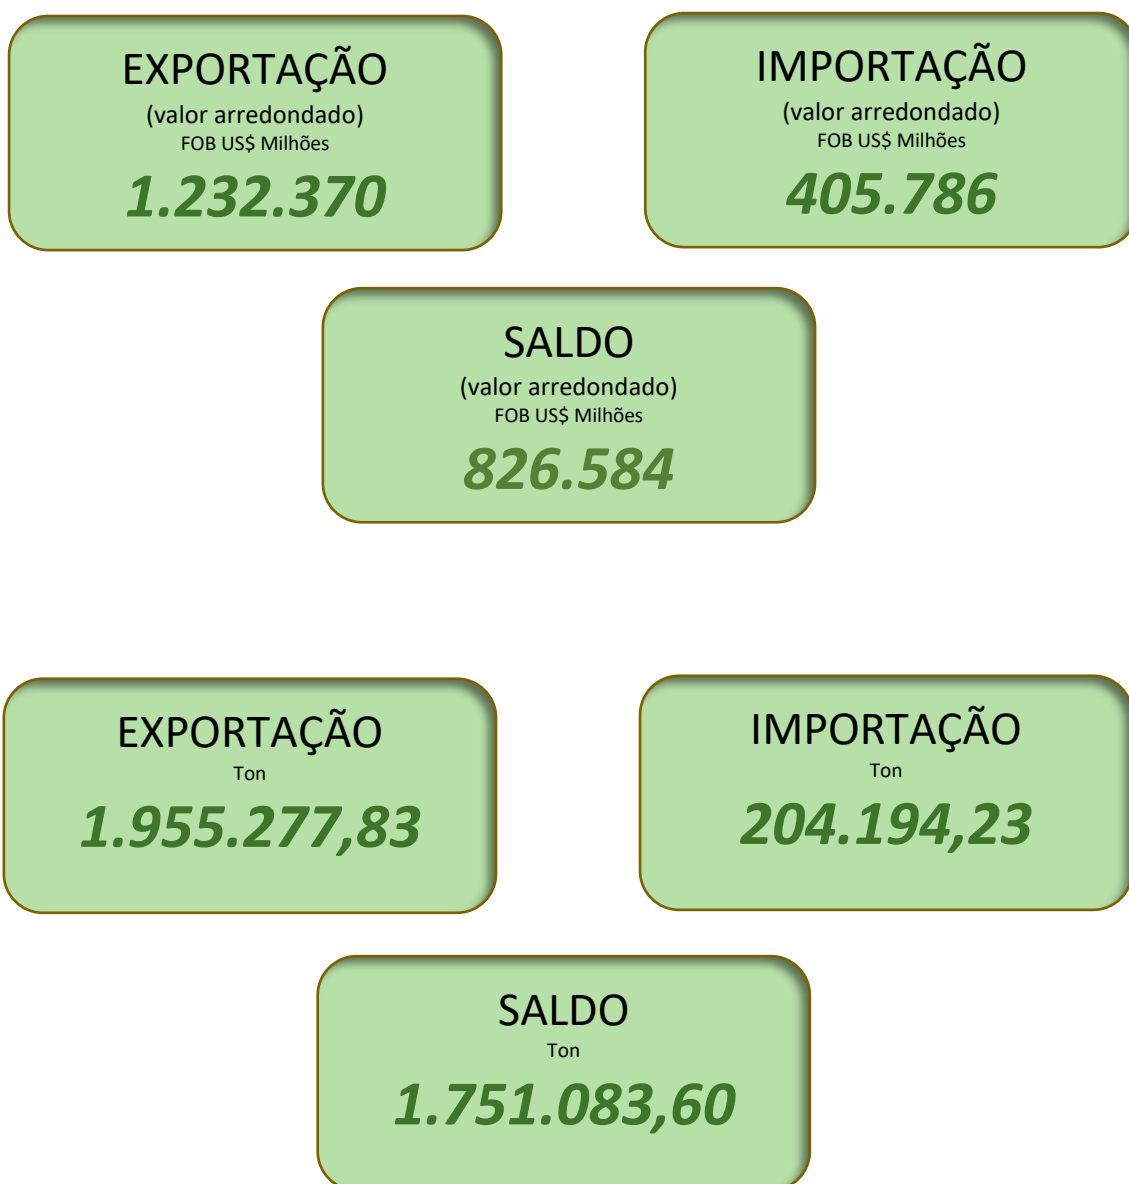 EXPORTAÇÃO
(valor arredondado)
FOB US$ Milhões
1.232.370
IMPORTAÇÃO
(valor arredondado)
FOB US$ Milhões
405.786
SALDO
(valor arredondado)
FOB US$ Milhões
826.584
EXPORTAÇÃO
Ton
1.955.277,83
IMPORTAÇÃO
Ton
204.194,23
SALDO
Ton
1.751.083,60